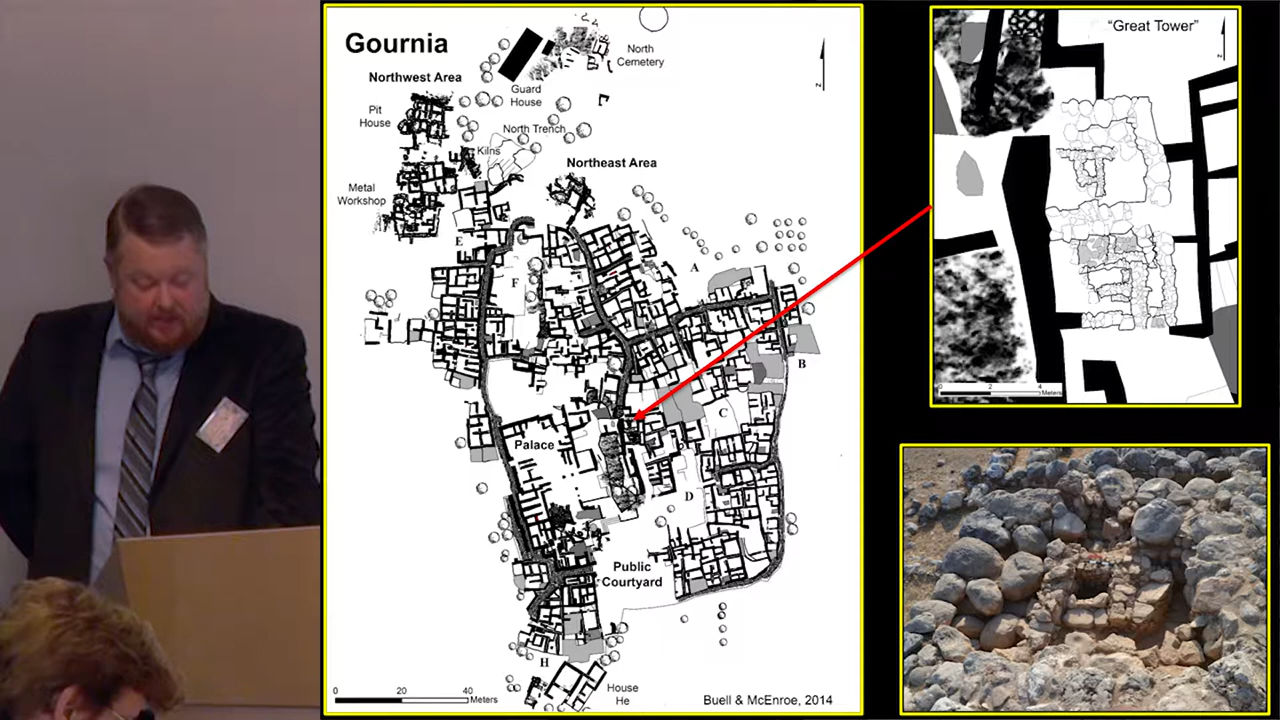 Gournia
Northwest Area
Pit
House
Metal
Workshop
Guard
House
North
Cemetery
N
North Trench
Kilns
Northeast Area
E
F
A
B
C
D
Palace
Public
Courtyard
H
House
He
0 20 40
Meters
Buell & McEnroe, 2014
"Great Tower"
N
0 2 4
Meters